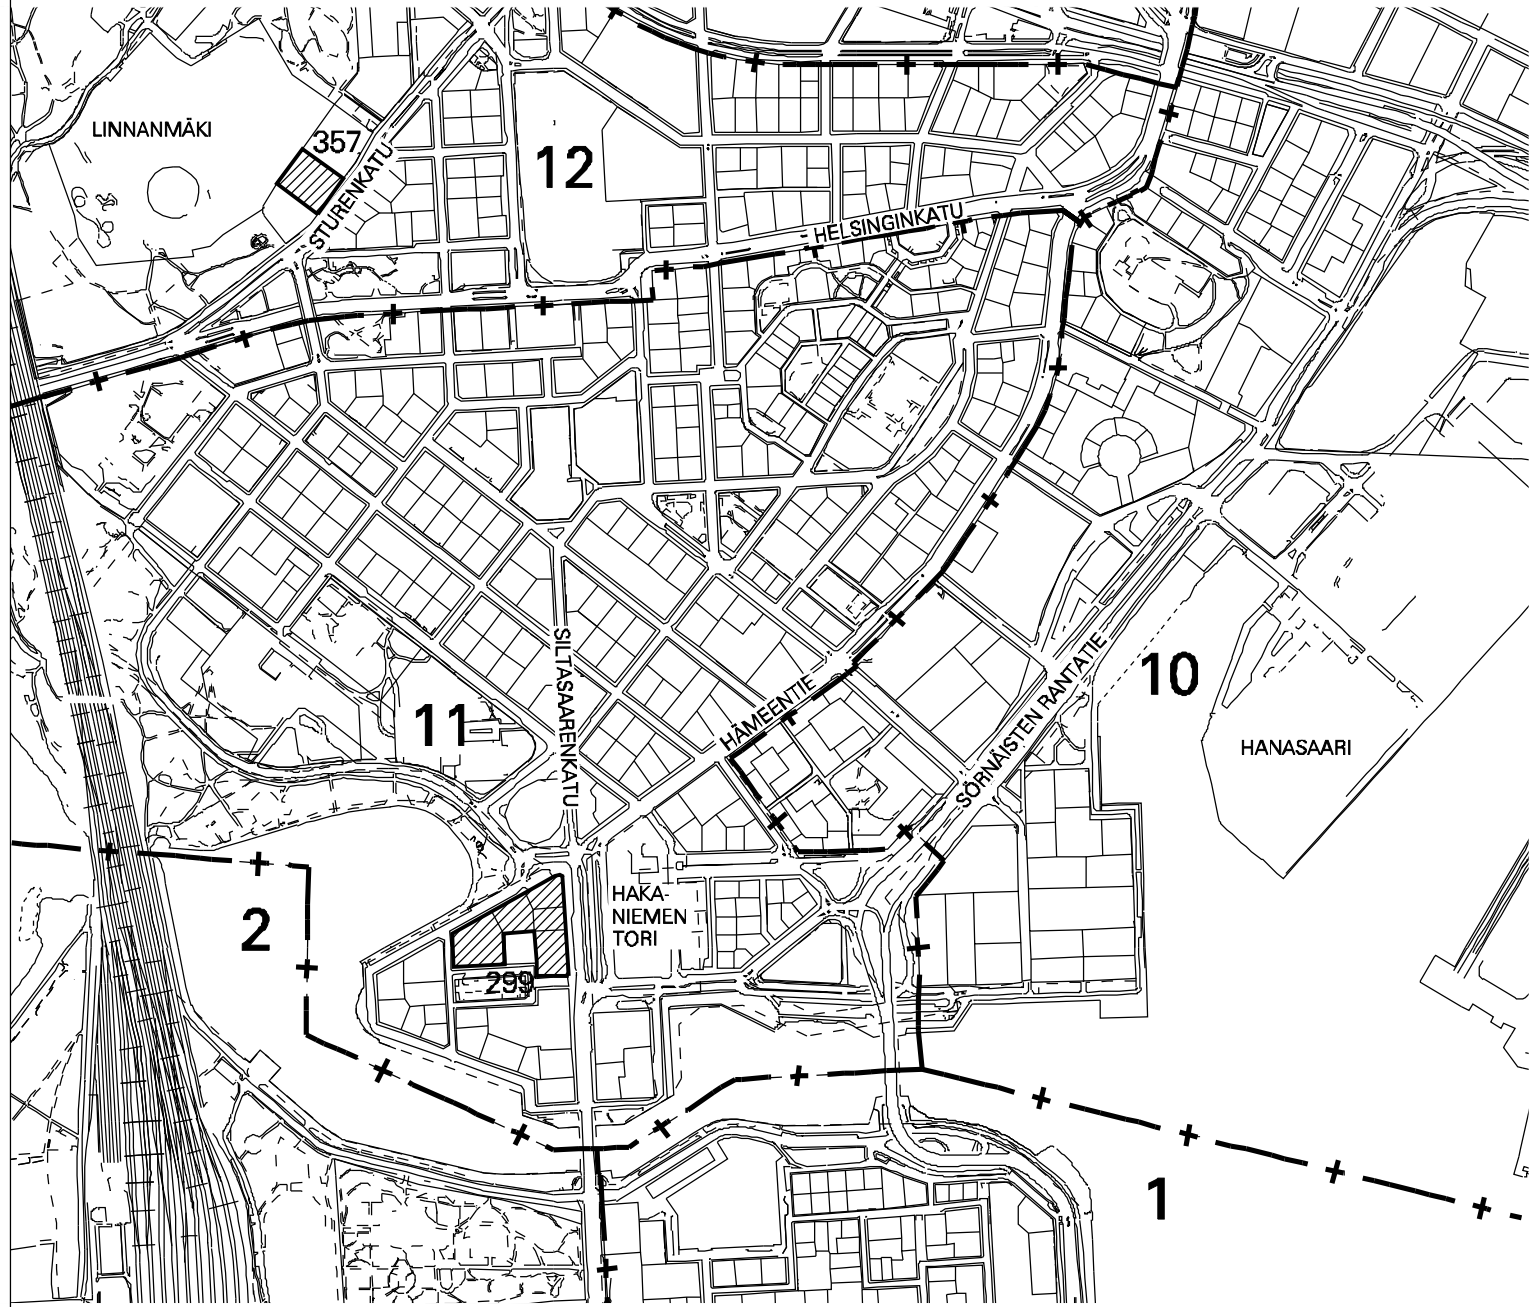 LINNANMÄKI
357
STURENKATU
12
HELSINGINKATU
SILTASAARENKATU
11
HÄMEENTIE
SÖRNÄISTEN RANTATIE
10
HANASAARI
2
HAKA-
NIEMEN
TORI
299
1